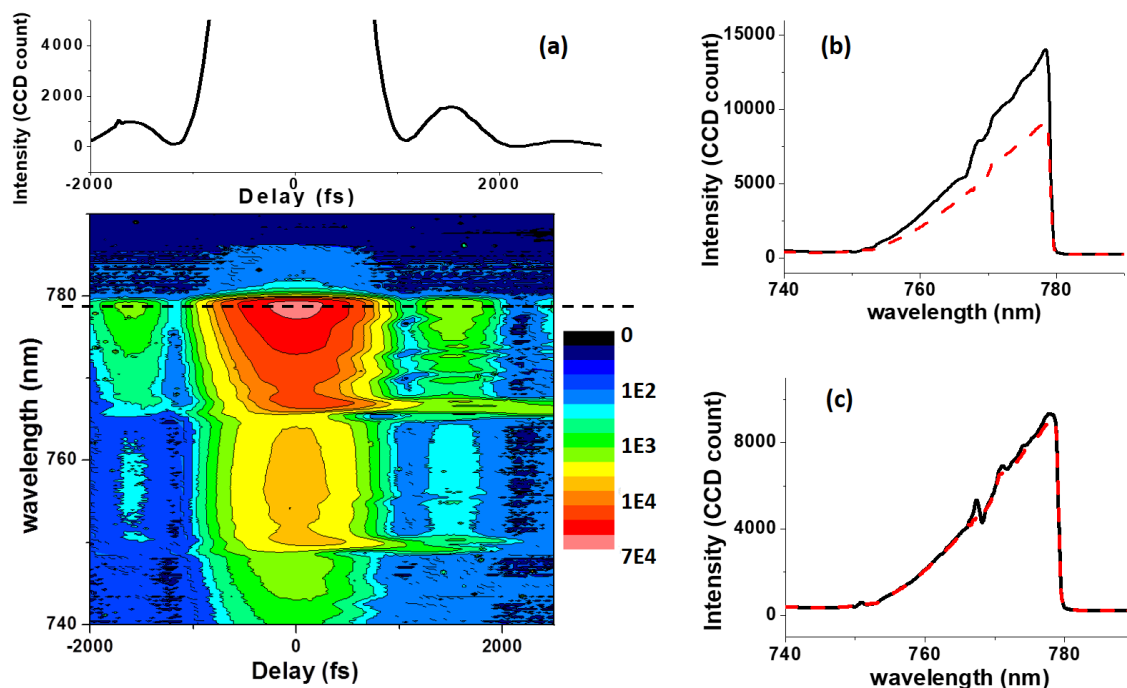 (a)
Intensity (CCD count)
4000
2000
0
-2000
0
2000
Delay (fs)
wavelength (nm)
780
760
740
-2000
0
2000
Delay (fs)
0
1E2
1E3
1E4
7E4
(b)
Intensity (CCD count)
15000
10000
5000
0
740
760
780
wavelength (nm)
(c)
Intensity (CCD count)
8000
4000
0
740
760
780
wavelength (nm)